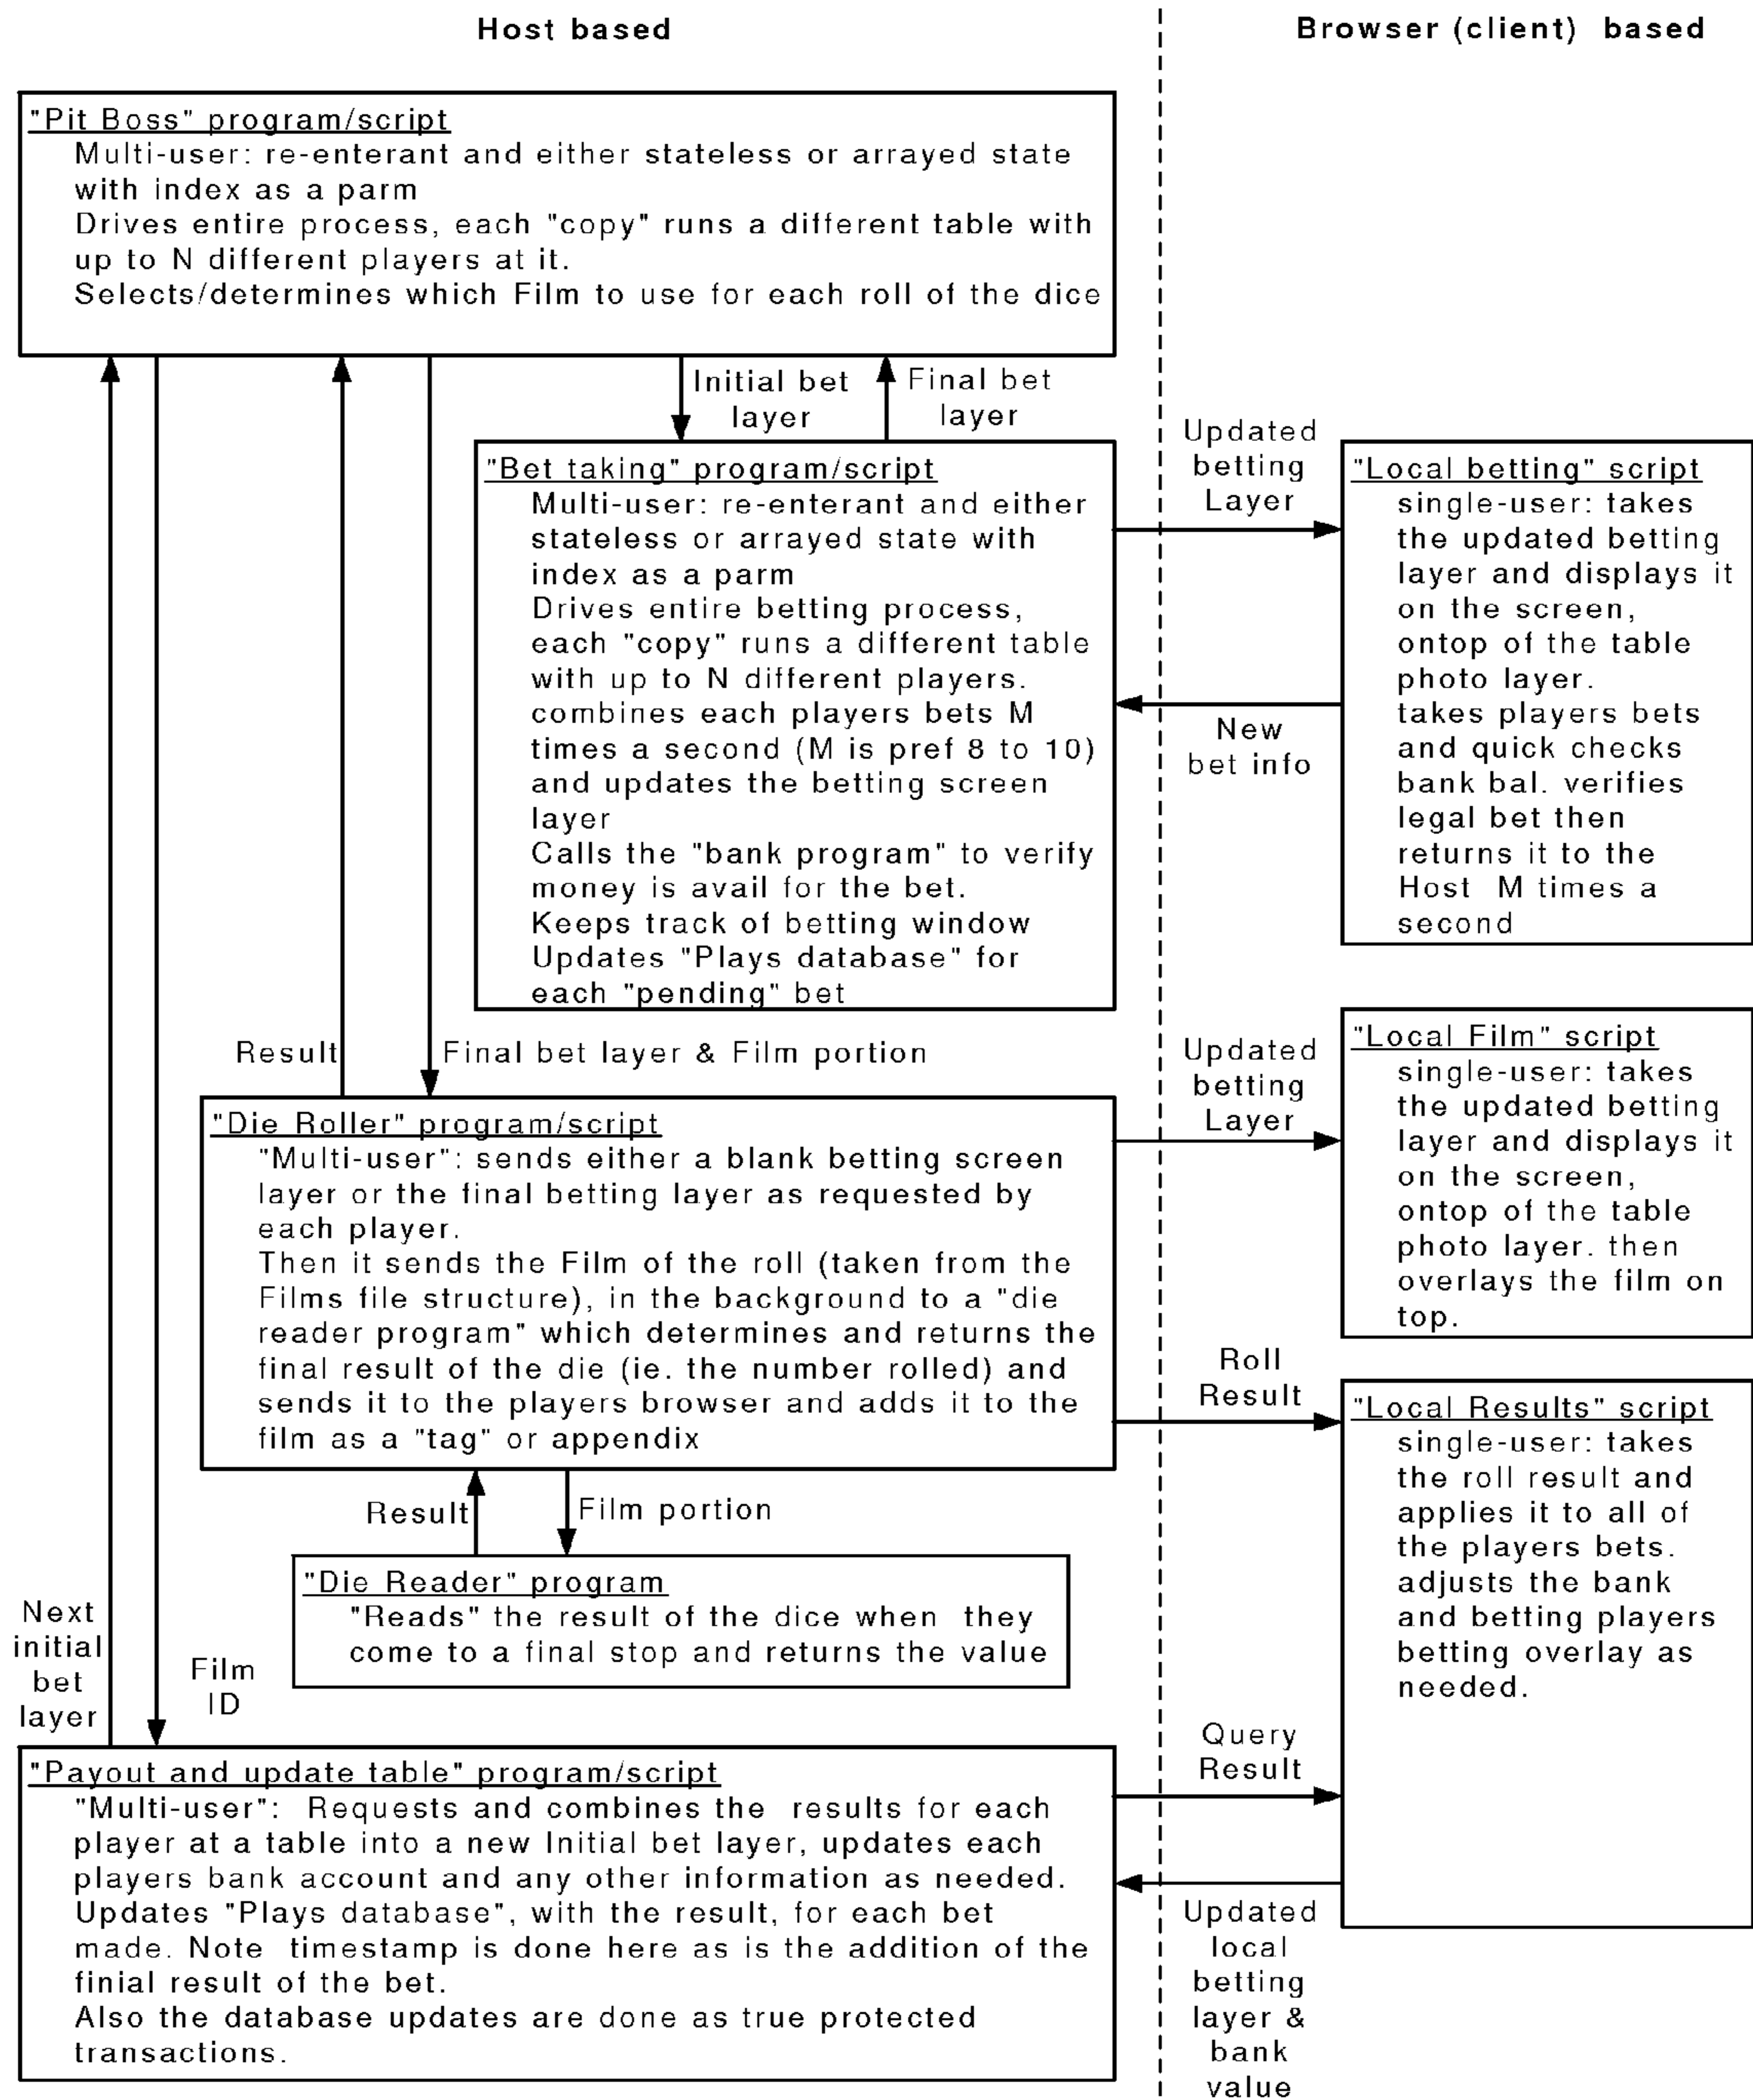 Host based
Browser (client) based
"Pit Boss" program/script
Multi-user: re-enterant and either stateless or arrayed state
with index as a parm
Drives entire process, each "copy" runs a different table with
up to N different players at it.
Selects/determines which Film to use for each roll of the dice
Initial bet
layer
Final bet
layer
"Bet taking" program/script
Multi-user: re-enterant and either
stateless or arrayed state with
index as a parm
Drives entire betting process,
each "copy" runs a different table
with up to N different players.
combines each players bets M
times a second (M is pref 8 to 10)
and updates the betting screen
layer
Calls the "bank program" to verify
money is avail for the bet.
Keeps track of betting window
Updates "Plays database" for
each "pending" bet
Updated
betting
Layer
New
bet info
"Local betting" script
single-user: takes
the updated betting
layer and displays it
on the screen,
ontop of the table
photo layer.
takes players bets
and quick checks
bank bal. verifies
legal bet then
returns it to the
Host M times a
second
Result
Final bet layer & Film portion
"Die Roller" program/script
"Multi-user": sends either a blank betting screen
layer or the final betting layer as requested by
each player.
Then it sends the Film of the roll (taken from the
Films file structure), in the background to a "die
reader program" which determines and returns the
final result of the die (ie. the number rolled) and
sends it to the players browser and adds it to the
film as a "tag" or appendix
Updated
betting
Layer
"Local Film" script
single-user: takes
the updated betting
layer and displays it
on the screen,
ontop of the table
photo layer. then
overlays the film on
top.
Roll
Result
"Local Results" script
single-user: takes
the roll result and
applies it to all of
the players bets.
adjusts the bank
and betting players
betting overlay as
needed.
Result
Film portion
"Die Reader" program
"Reads" the result of the dice when they
come to a final stop and returns the value
Next
initial
bet
layer
Film
ID
"Payout and update table" program/script
"Multi-user": Requests and combines the results for each
player at a table into a new Initial bet layer, updates each
players bank account and any other information as needed.
Updates "Plays database", with the result, for each bet
made. Note timestamp is done here as is the addition of the
finial result of the bet.
Also the database updates are done as true protected
transactions.
Query
Result
Updated
local
betting
layer &
bank
value